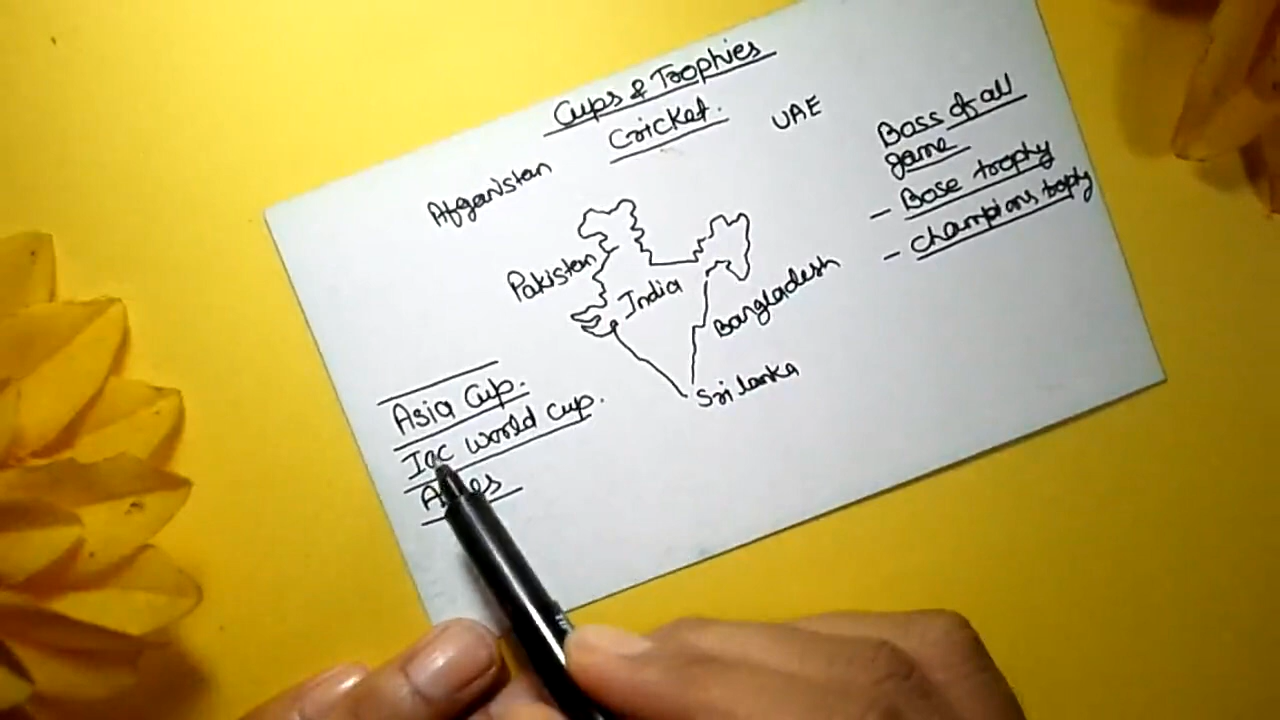 Cups & Trophies
Cricket.
UAE
Afganistan
Pakistan
India
Bangladesh
Sri lanka
Boss of all
game
- Bose trophy
- Champions trophy
Asia Cup.
world cup.